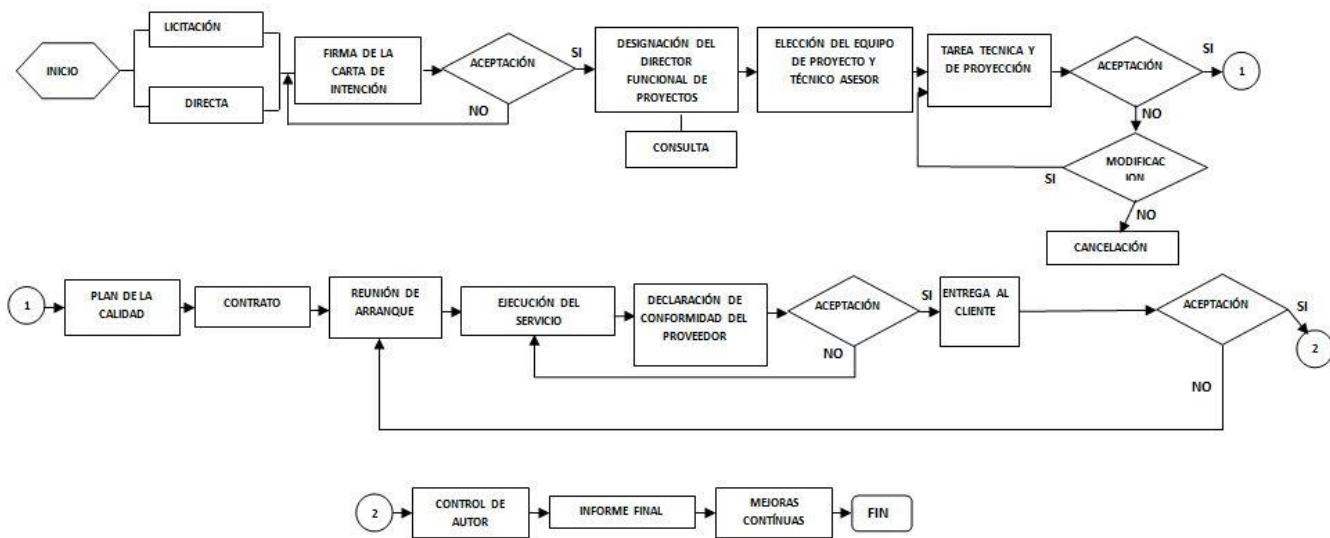 INICIO
LICITACIÓN
DIRECTA
FIRMA DE LA
CARTA DE
INTENCIÓN
ACEPTACIÓN
SI
NO
DESIGNACIÓN DEL
DIRECTOR
FUNCIONAL DE
PROYECTOS
CONSULTA
ELECCIÓN DEL EQUIPO
DE PROYECTO Y
TÉCNICO ASESOR
TAREA TECNICA Y
DE PROYECCIÓN
ACEPTACIÓN
SI
1
NO
MODIFICAC
ION
SI
NO
CANCELACIÓN
1
PLAN DE LA
CALIDAD
CONTRATO
REUNIÓN DE
ARRANQUE
EJECUCIÓN DEL
SERVICIO
DECLARACIÓN DE
CONFORMIDAD DEL
PROVEEDOR
ACEPTACIÓN
SI
NO
ENTREGA AL
CLIENTE
ACEPTACIÓN
SI
2
NO
2
CONTROL DE
AUTOR
INFORME FINAL
MEJORAS
CONTÍNUAS
FIN